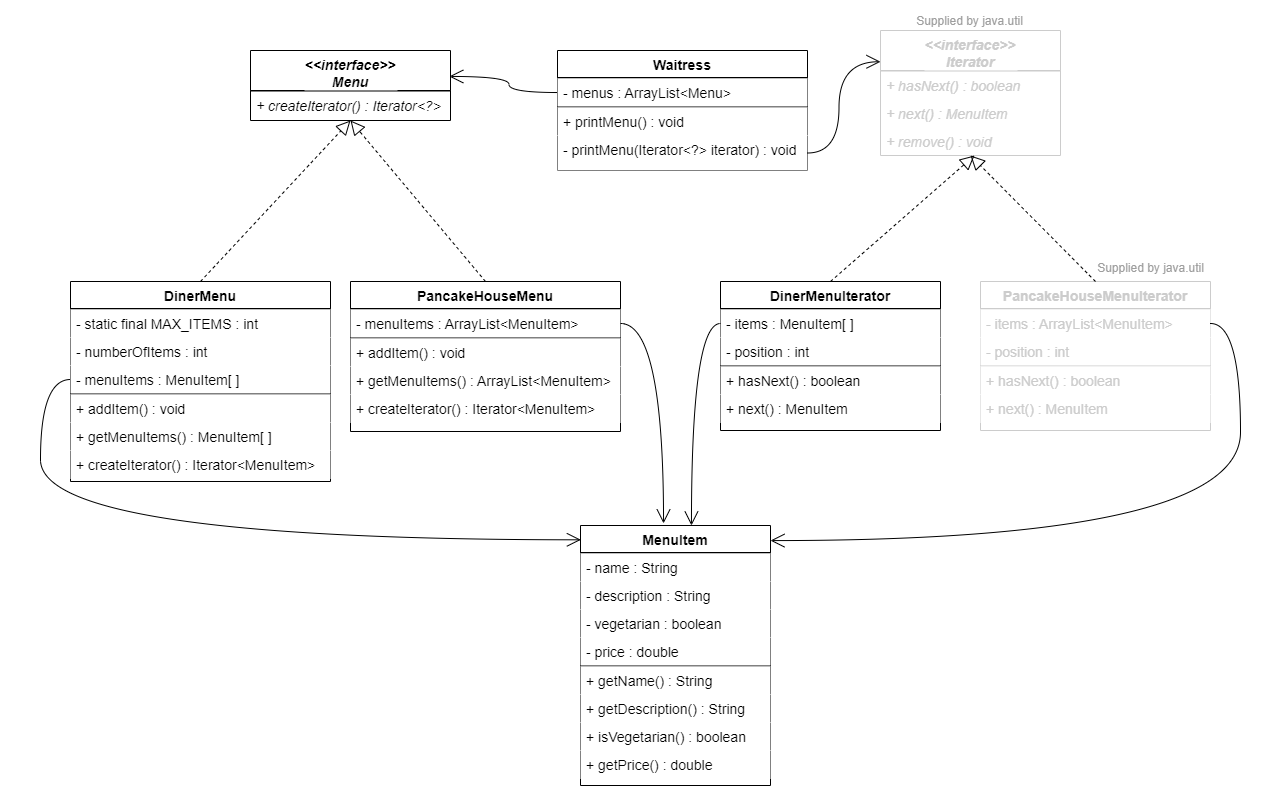 Supplied by java.util
<<interface>>
Menu
+ createIterator() : Iterator<?>
Waitress
- menus : ArrayList<Menu>
+ printMenu() : void
- printMenu(Iterator<?> iterator) : void
<<interface>>
Iterator
+ hasNext() : boolean
+ next() : MenuItem
+ remove() : void
DinerMenu
- static final MAX_ITEMS : int
- numberOfItems : int
- menuItems : MenuItem[ ]
+ addItem() : void
+ getMenuItems() : MenuItem[ ]
+ createIterator() : Iterator<MenuItem>
PancakeHouseMenu
- menuItems : ArrayList<MenuItem>
+ addItem() : void
+ getMenuItems() : ArrayList<MenuItem>
+ createIterator() : Iterator<MenuItem>
DinerMenuIterator
- items : MenuItem[ ]
- position : int
+ hasNext() : boolean
+ next() : MenuItem
Supplied by java.util
PancakeHouseMenuIterator
- items : ArrayList<MenuItem>
- position : int
+ hasNext() : boolean
+ next() : MenuItem
MenuItem
- name : String
- description : String
- vegetarian : boolean
- price : double
+ getName() : String
+ getDescription() : String
+ isVegetarian() : boolean
+ getPrice() : double